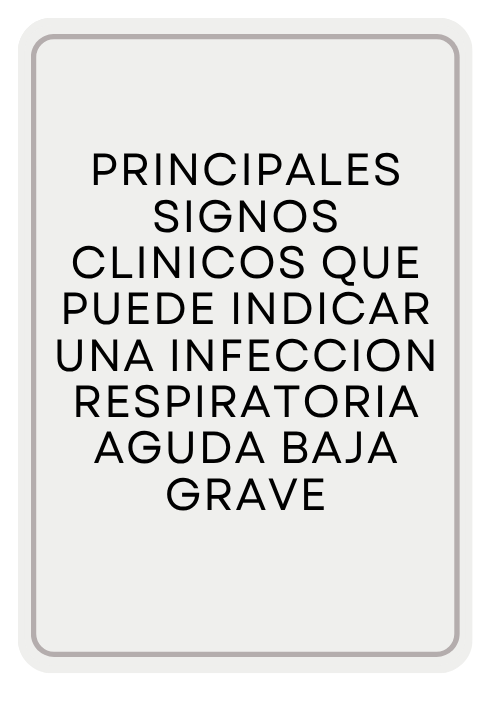 PRINCIPALES
SIGNOS
CLINICOS QUE
PUEDE INDICAR
UNA INFECCION
RESPIRATORIA
AGUDA BAJA
GRAVE